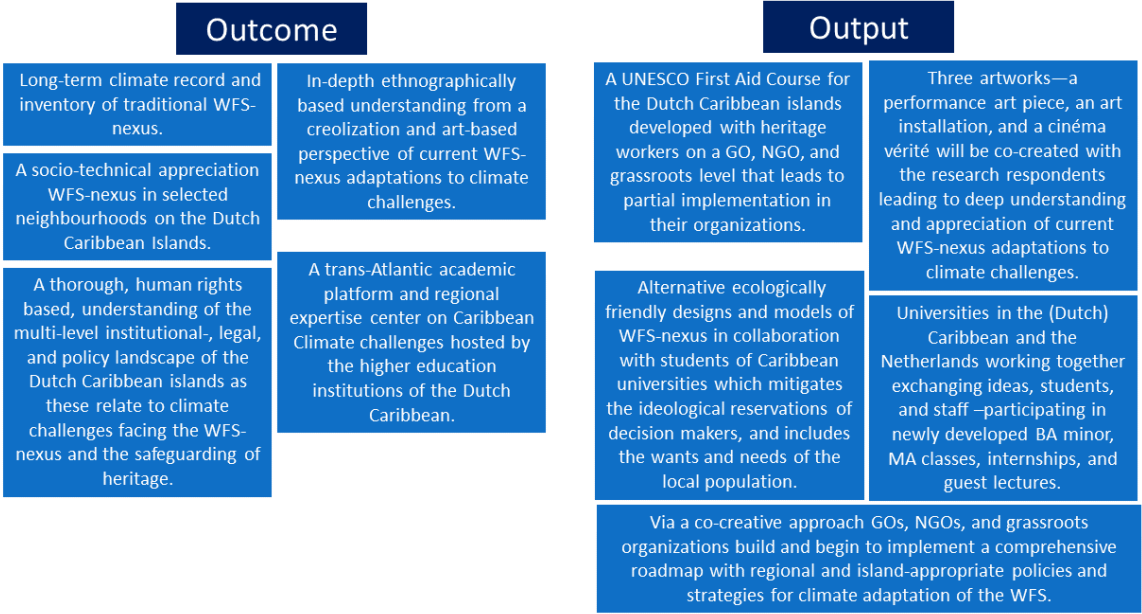 Outcome
Long-term climate record and
inventory of traditional WFS-
nexus.
A socio-technical appreciation
WFS-nexus in selected
neighbourhoods on the Dutch
Caribbean Islands.
A thorough, human rights
based, understanding of the
multi-level institutional-, legal,
and policy landscape of the
Dutch Caribbean islands as
these relate to climate
challenges facing the WFS-
nexus and the safeguarding of
heritage.
In-depth ethnographically
based understanding from a
creolization and art-based
perspective of current WFS-
nexus adaptations to climate
challenges.
A trans-Atlantic academic
platform and regional
expertise center on Caribbean
Climate challenges hosted by
the higher education
institutions of the Dutch
Caribbean.
Output
A UNESCO First Aid Course for
the Dutch Caribbean islands
developed with heritage
workers on a GO, NGO, and
grassroots level that leads to
partial implementation in
their organizations.
Three artworks—a
performance art piece, an art
installation, and a cinéma
vérité will be co-created with
the research respondents
leading to deep understanding
and appreciation of current
WFS-nexus adaptations to
climate challenges.
Alternative ecologically
friendly designs and models of
WFS-nexus in collaboration
with students of Caribbean
universities which mitigates
the ideological reservations of
decision makers, and includes
the wants and needs of the
local population.
Universities in the (Dutch)
Caribbean and the
Netherlands working together
exchanging ideas, students,
and staff –participating in
newly developed BA minor,
MA classes, internships, and
guest lectures.
Via a co-creative approach GOs, NGOs, and grassroots
organizations build and begin to implement a comprehensive
roadmap with regional and island-appropriate policies and
strategies for climate adaptation of the WFS.